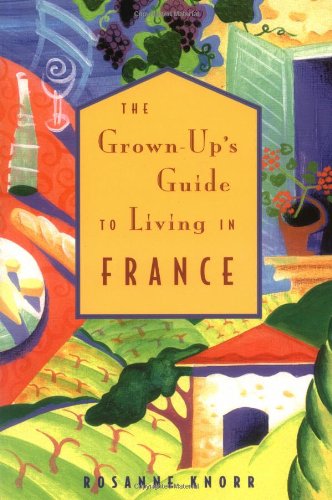 THE
Grown-Up's
Guide
TO Living IN
FRANCE
ROSANNE KNORR